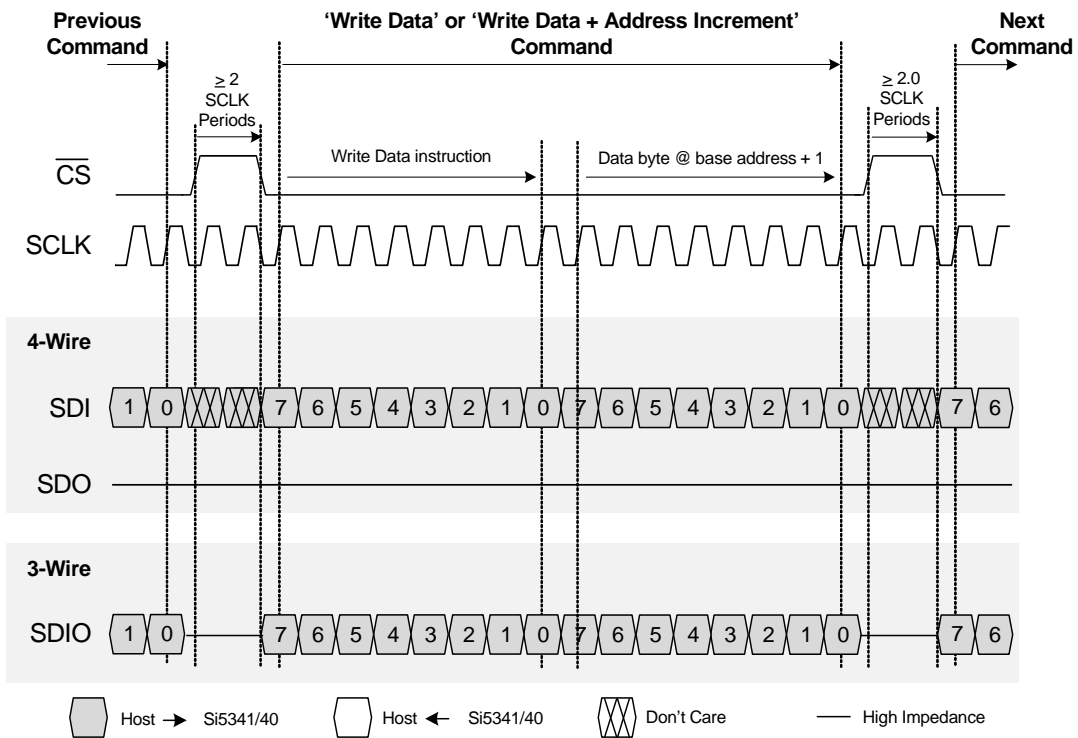 Previous
Command
'Write Data' or 'Write Data + Address Increment'
Command
Next
Command
≥ 2
SCLK
Periods
≥ 2.0
SCLK
Periods
CS
Write Data instruction
Data byte @ base address + 1
SCLK
4-Wire
SDI 1 0 7 6 5 4 3 2 1 0 7 6 5 4 3 2 1 0 7 6
SDO
3-Wire
SDIO 1 0 7 6 5 4 3 2 1 0 7 6 5 4 3 2 1 0 7 6
Host Si5341/40
Host Si5341/40
Don't Care
High Impedance